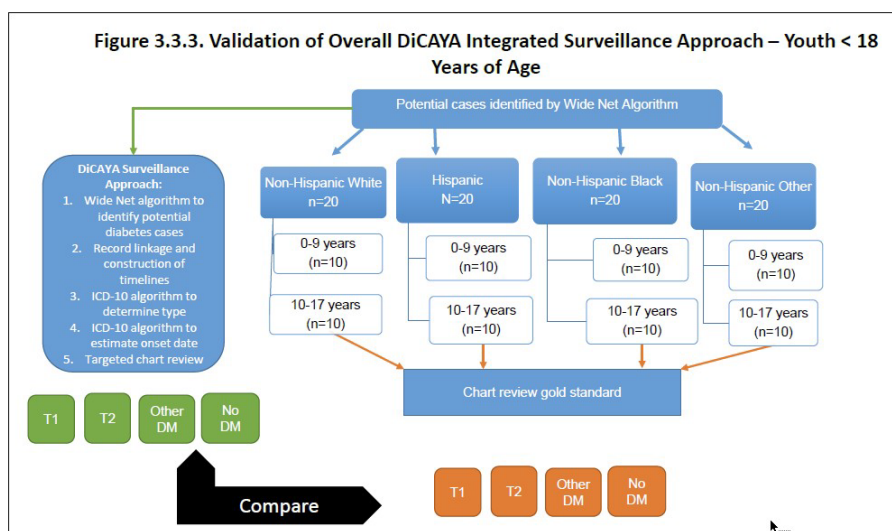 Figure 3.3.3. Validation of Overall DiCAYA Integrated Surveillance Approach – Youth < 18
Years of Age
Potential cases identified by Wide Net Algorithm
DiCAYA Surveillance
Approach:
1. Wide Net algorithm to
identify potential
diabetes cases
2. Record linkage and
construction of
timelines
3. ICD-10 algorithm to
determine type
4. ICD-10 algorithm to
estimate onset date
5. Targeted chart review
Non-Hispanic White
n=20
0-9 years
(n=10)
10-17 years
(n=10)
Hispanic
N=20
0-9 years
(n=10)
10-17 years
(n=10)
Non-Hispanic Black
n=20
0-9 years
(n=10)
10-17 years
(n=10)
Non-Hispanic Other
n=20
0-9 years
(n=10)
10-17 years
(n=10)
Chart review gold standard
T1
T2
Other
DM
No
DM
Compare
T1
T2
Other
DM
No
DM